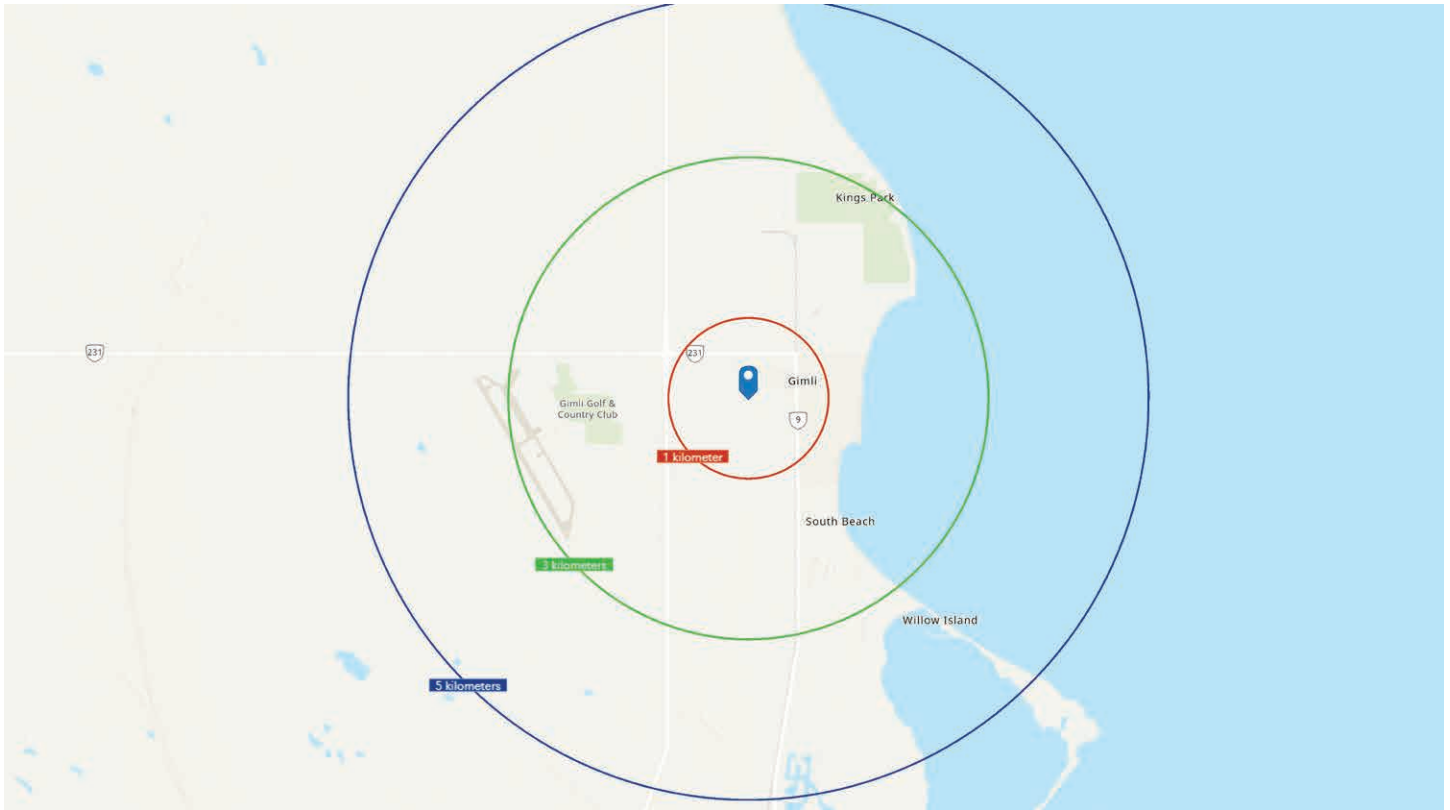 Kings Park
231
231
Gimli
Gimli Golf &
Country Club
9
1 kilometer
South Beach
3 kilometers
Willow Island
5 kilometers